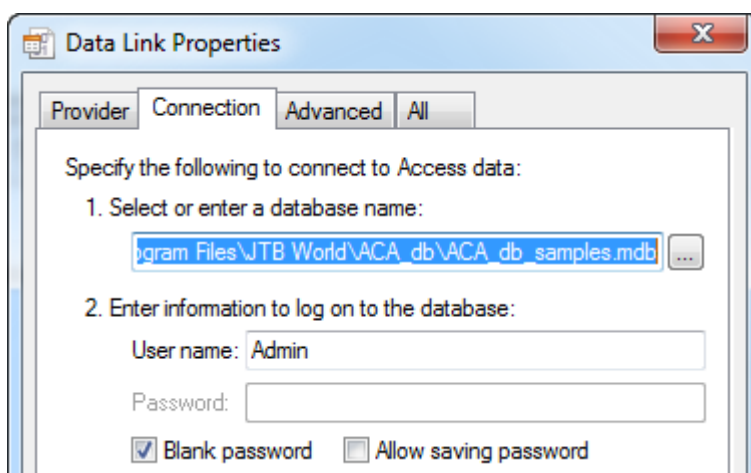 Data Link Properties
Provider Connection Advanced All
Specify the following to connect to Access data:
1. Select or enter a database name:
ogram Files\JTB World\ACA_db\ACA_db_samples.mdb ...
2. Enter information to log on to the database:
User name: Admin
Password:
Blank password Allow saving password